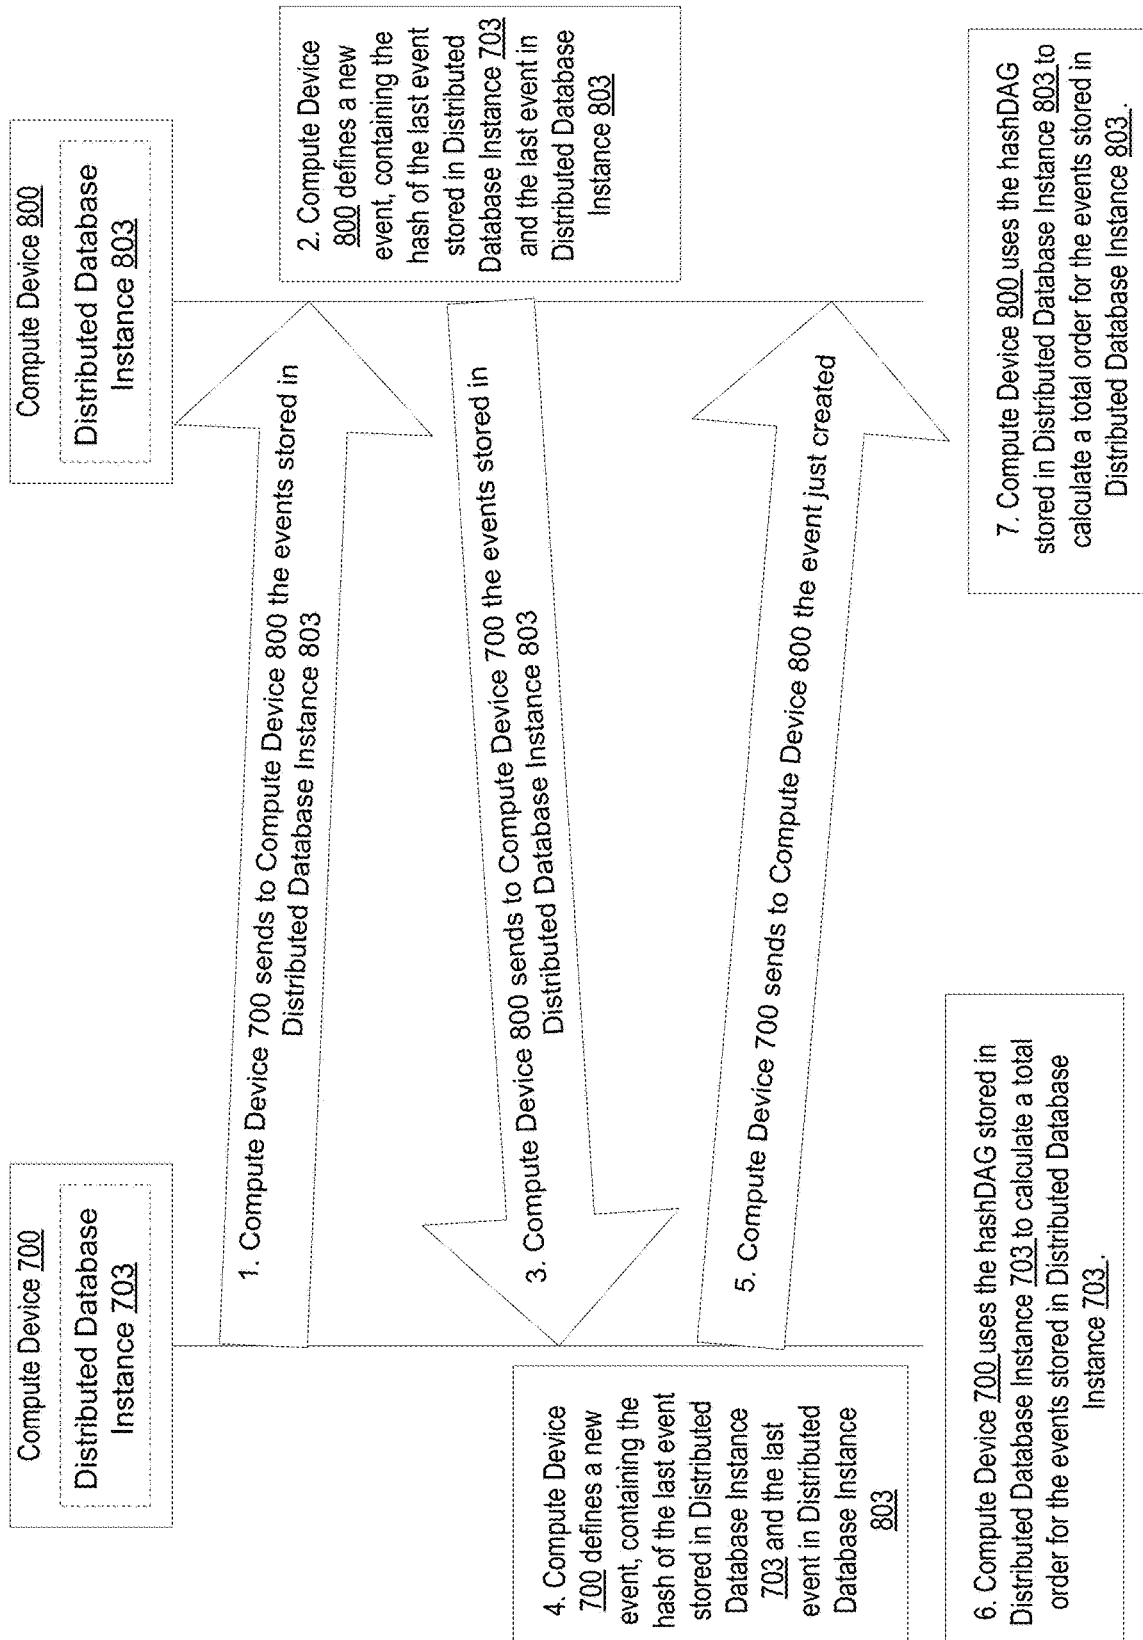 Compute Device 700
Distributed Database
Instance 703
Compute Device 800
Distributed Database
Instance 803
1. Compute Device 700 sends to Compute Device 800 the events stored in
Distributed Database Instance 803
2. Compute Device
800 defines a new
event, containing the
hash of the last event
stored in Distributed
Database Instance 703
and the last event in
Distributed Database
Instance 803
3. Compute Device 800 sends to Compute Device 700 the events stored in
Distributed Database Instance 803
4. Compute Device
700 defines a new
event, containing the
hash of the last event
stored in Distributed
Database Instance
703 and the last
event in Distributed
Database Instance
803
5. Compute Device 700 sends to Compute Device 800 the event just created
6. Compute Device 700 uses the hashDAG stored in
Distributed Database Instance 703 to calculate a total
order for the events stored in Distributed Database
Instance 703 .
7. Compute Device 800 uses the hashDAG
stored in Distributed Database Instance 803 to
calculate a total order for the events stored in
Distributed Database Instance 803 .